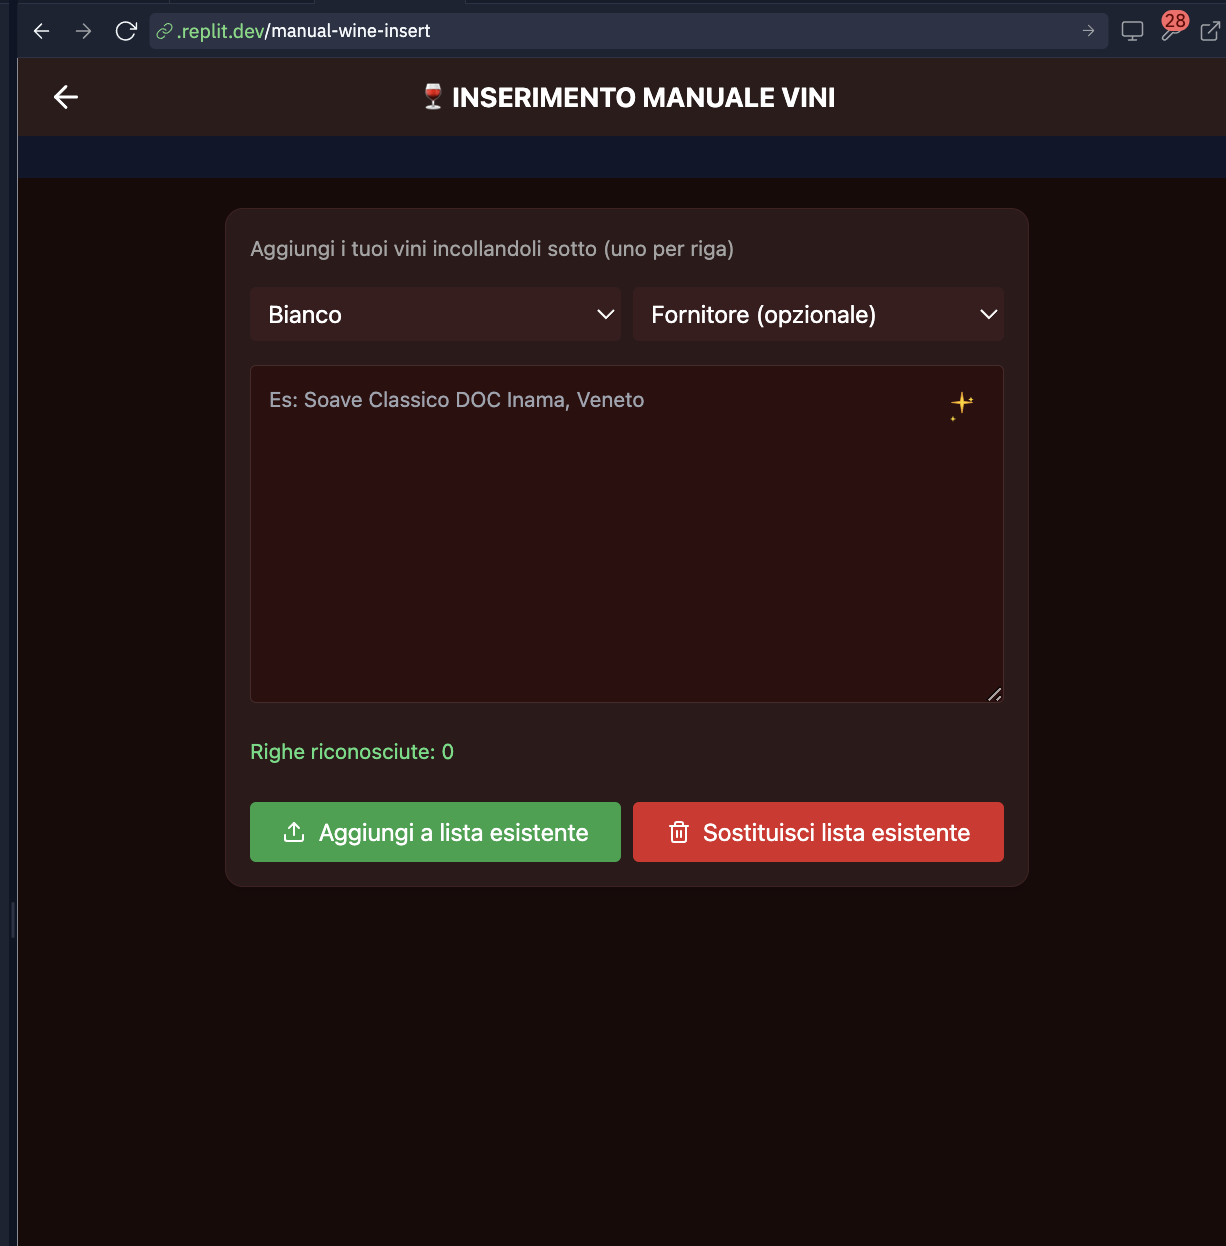 .replit.dev/manual-wine-insert
28
INSERIMENTO MANUALE VINI
Aggiungi i tuoi vini incollandoli sotto (uno per riga)
Bianco
Fornitore (opzionale)
Es: Soave Classico DOC Inama, Veneto
Righe riconosciute: 0
Aggiungi a lista esistente
Sostituisci lista esistente